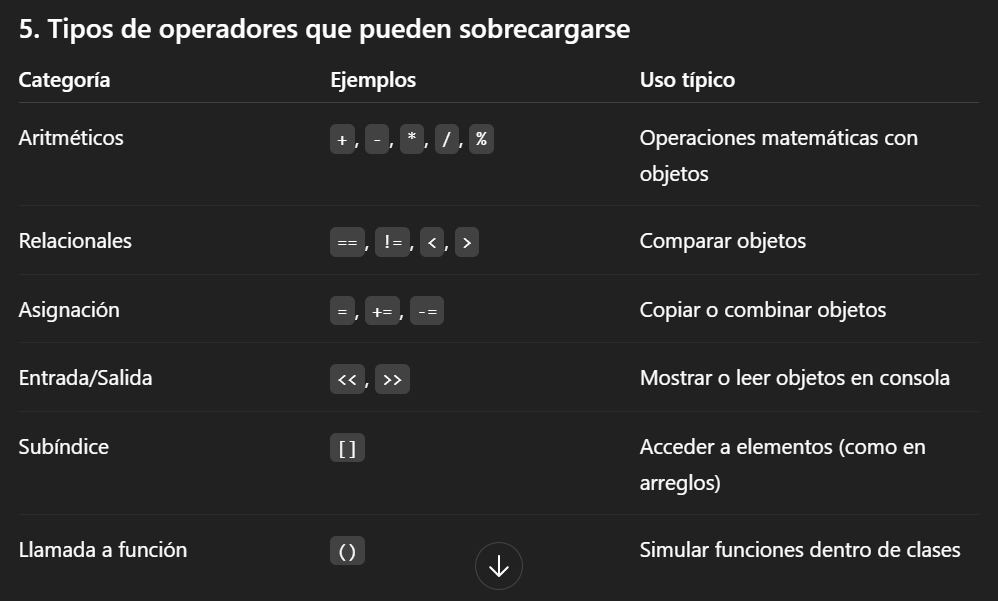 5. Tipos de operadores que pueden sobrecargarse
Categoría Ejemplos Uso típico
Aritméticos + , - , * , / , % Operaciones matemáticas con
objetos
Relacionales == , != , < , > Comparar objetos
Asignación = , += , -= Copiar o combinar objetos
Entrada/Salida << , >> Mostrar o leer objetos en consola
Subíndice [] Acceder a elementos (como en
arreglos)
Llamada a función () Simular funciones dentro de clases